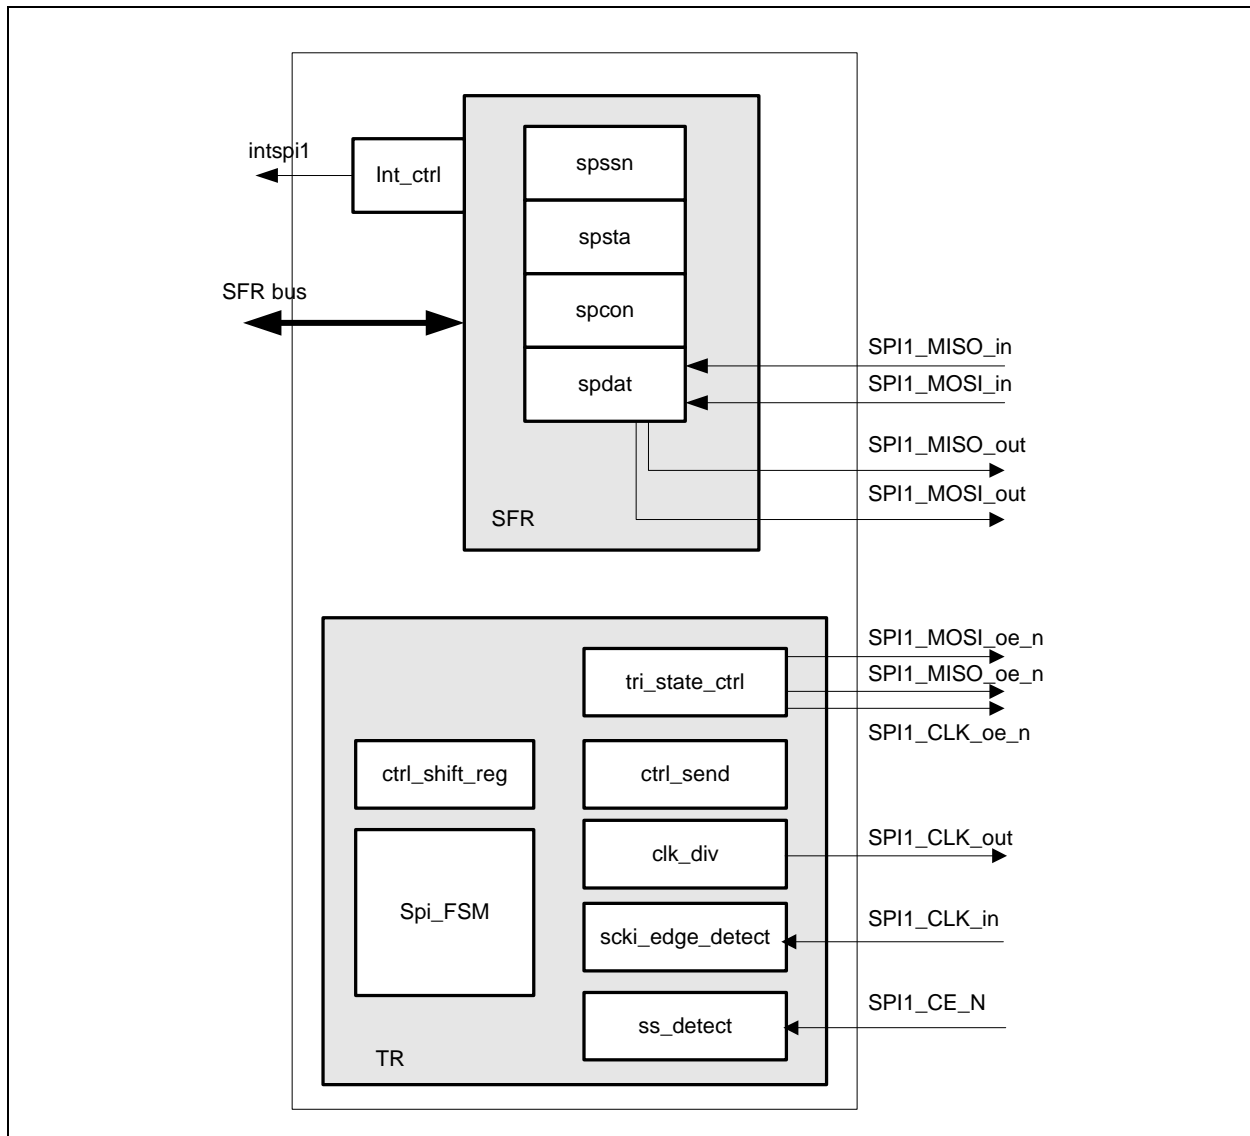 intspi1
Int_ctrl
spssn
spsta
SFR bus
spcon
spdat
SPI1_MISO_in
SPI1_MOSI_in
SPI1_MISO_out
SPI1_MOSI_out
SFR
SPI1_MOSI_oe_n
tri_state_ctrl
SPI1_MISO_oe_n
SPI1_CLK_oe_n
ctrl_shift_reg
ctrl_send
clk_div
SPI1_CLK_out
Spi_FSM
scki_edge_detect
SPI1_CLK_in
ss_detect
SPI1_CE_N
TR